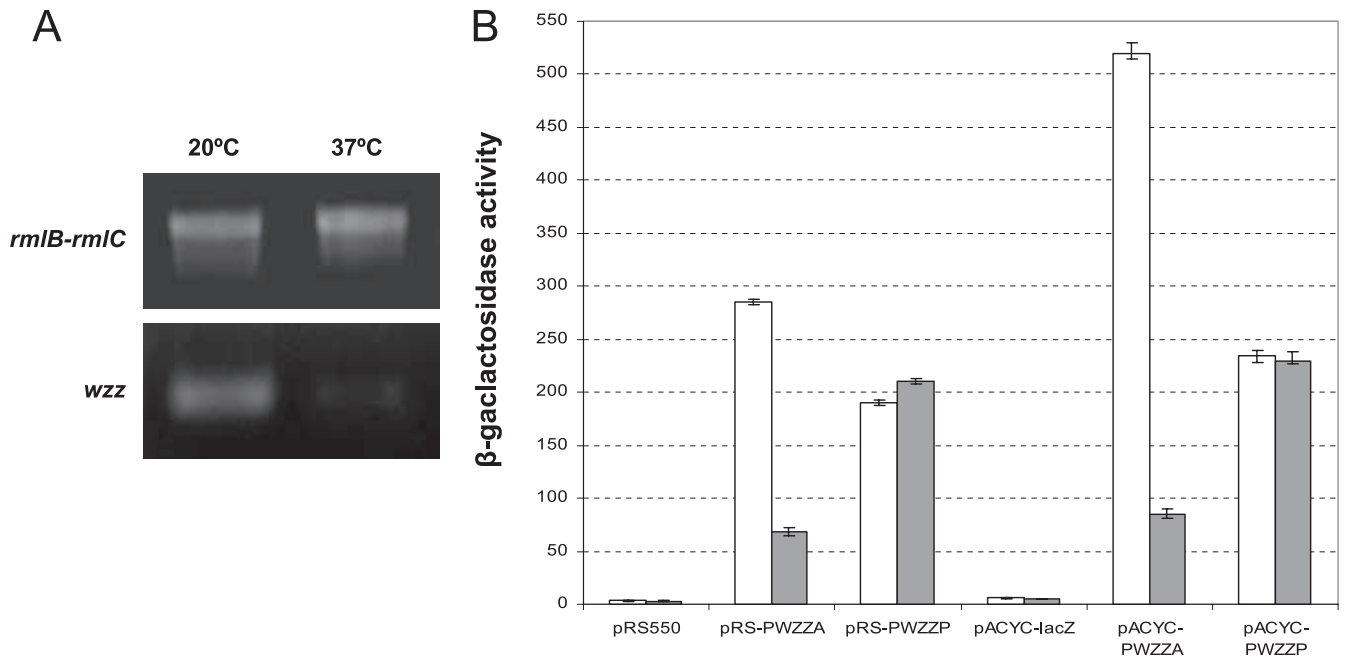 A
20ºC 37ºC
rmlB-rmlC
wzz
B
β-gaclactosidase activity
550
500
450
400
350
300
250
200
150
100
50
0
pRS550 pRS-PWZZA pRS-PWZZP pACYC-lacZ pACYC-PWZZA pACYC-PWZZP